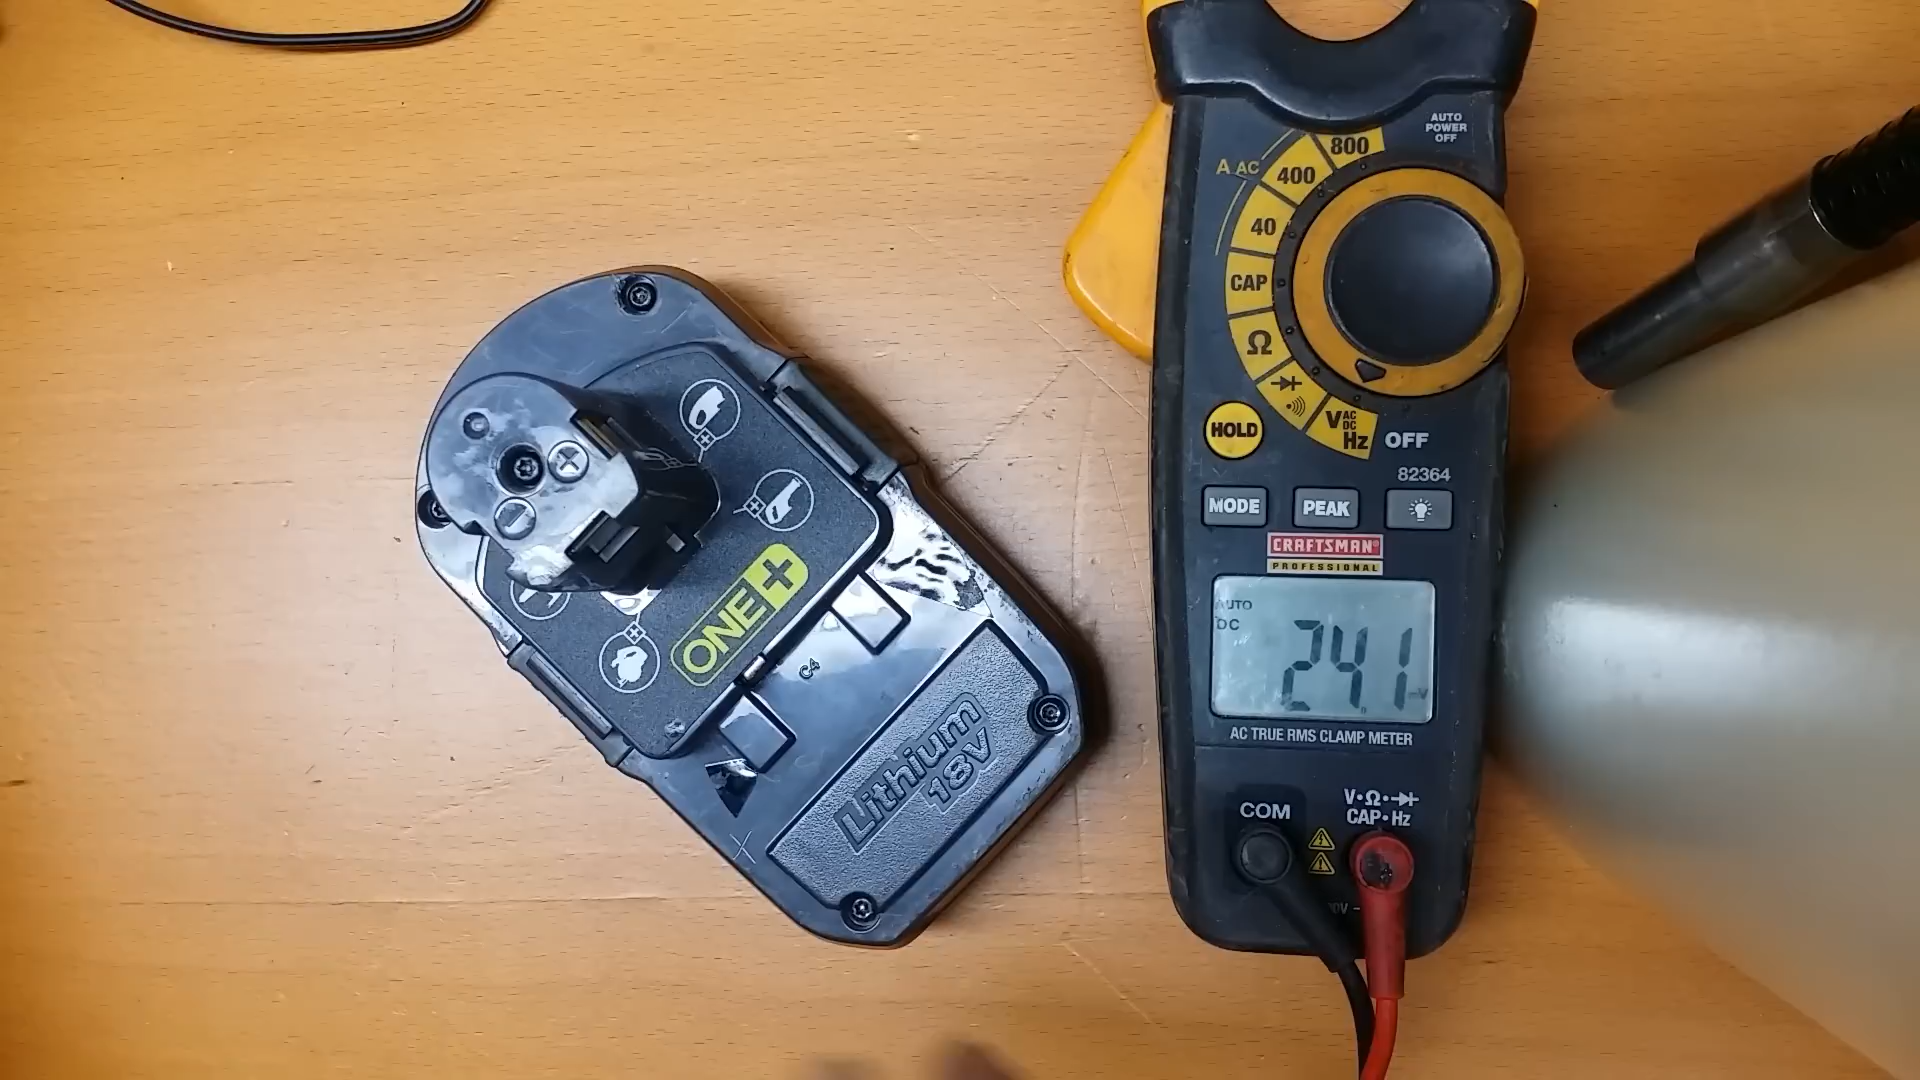 AUTO
POWER
OFF
A AC
800
400
40
CAP
Ω
V AC
DC
Hz
OFF
HOLD
82364
MODE
PEAK
CRAFTSMAN®
PROFESSIONAL
AUTO
DC
24.1
mV
AC TRUE RMS CLAMP METER
COM
V•Ω•
CAP•Hz
+
−
ONE+
C4
Lithium
18V